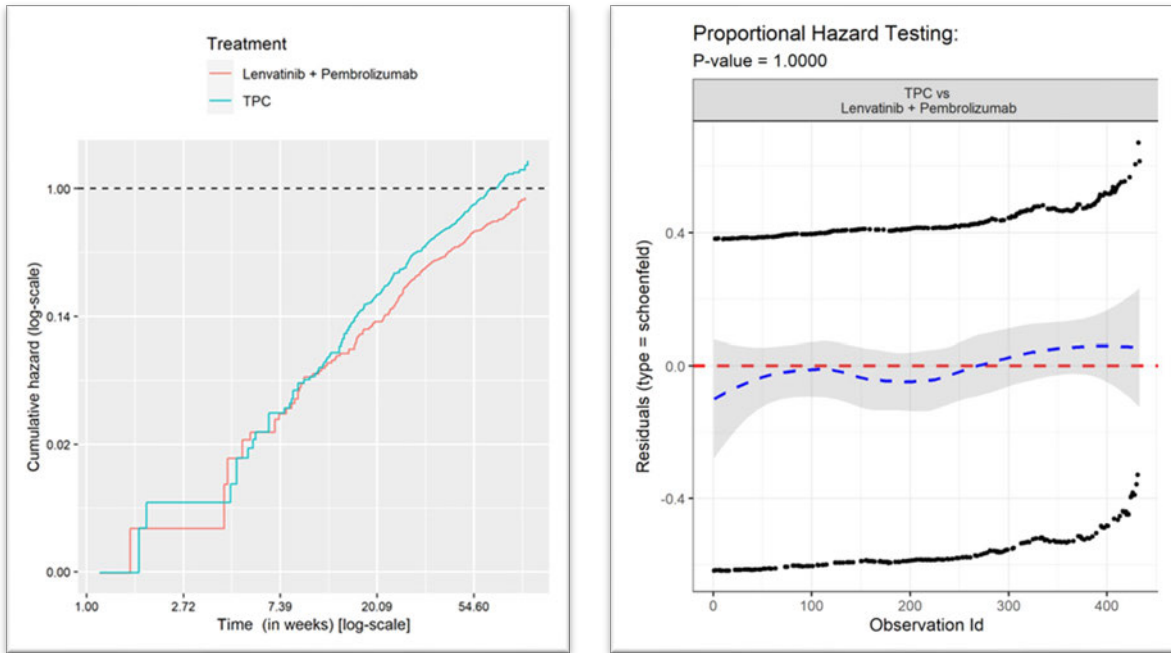 Treatment
Lenvatinib + Pembrolizumab
TPC
Cumulative hazard (log-scale)
1.00
0.14
0.02
0.00
1.00 2.72 7.39 20.09 54.60
Time (in weeks) [log-scale]
Proportional Hazard Testing:
P-value = 1.0000
TPC vs
Lenvatinib + Pembrolizumab
Residuals (type = schoenfeld)
0.4
0.0
-0.4
0 100 200 300 400
Observation Id